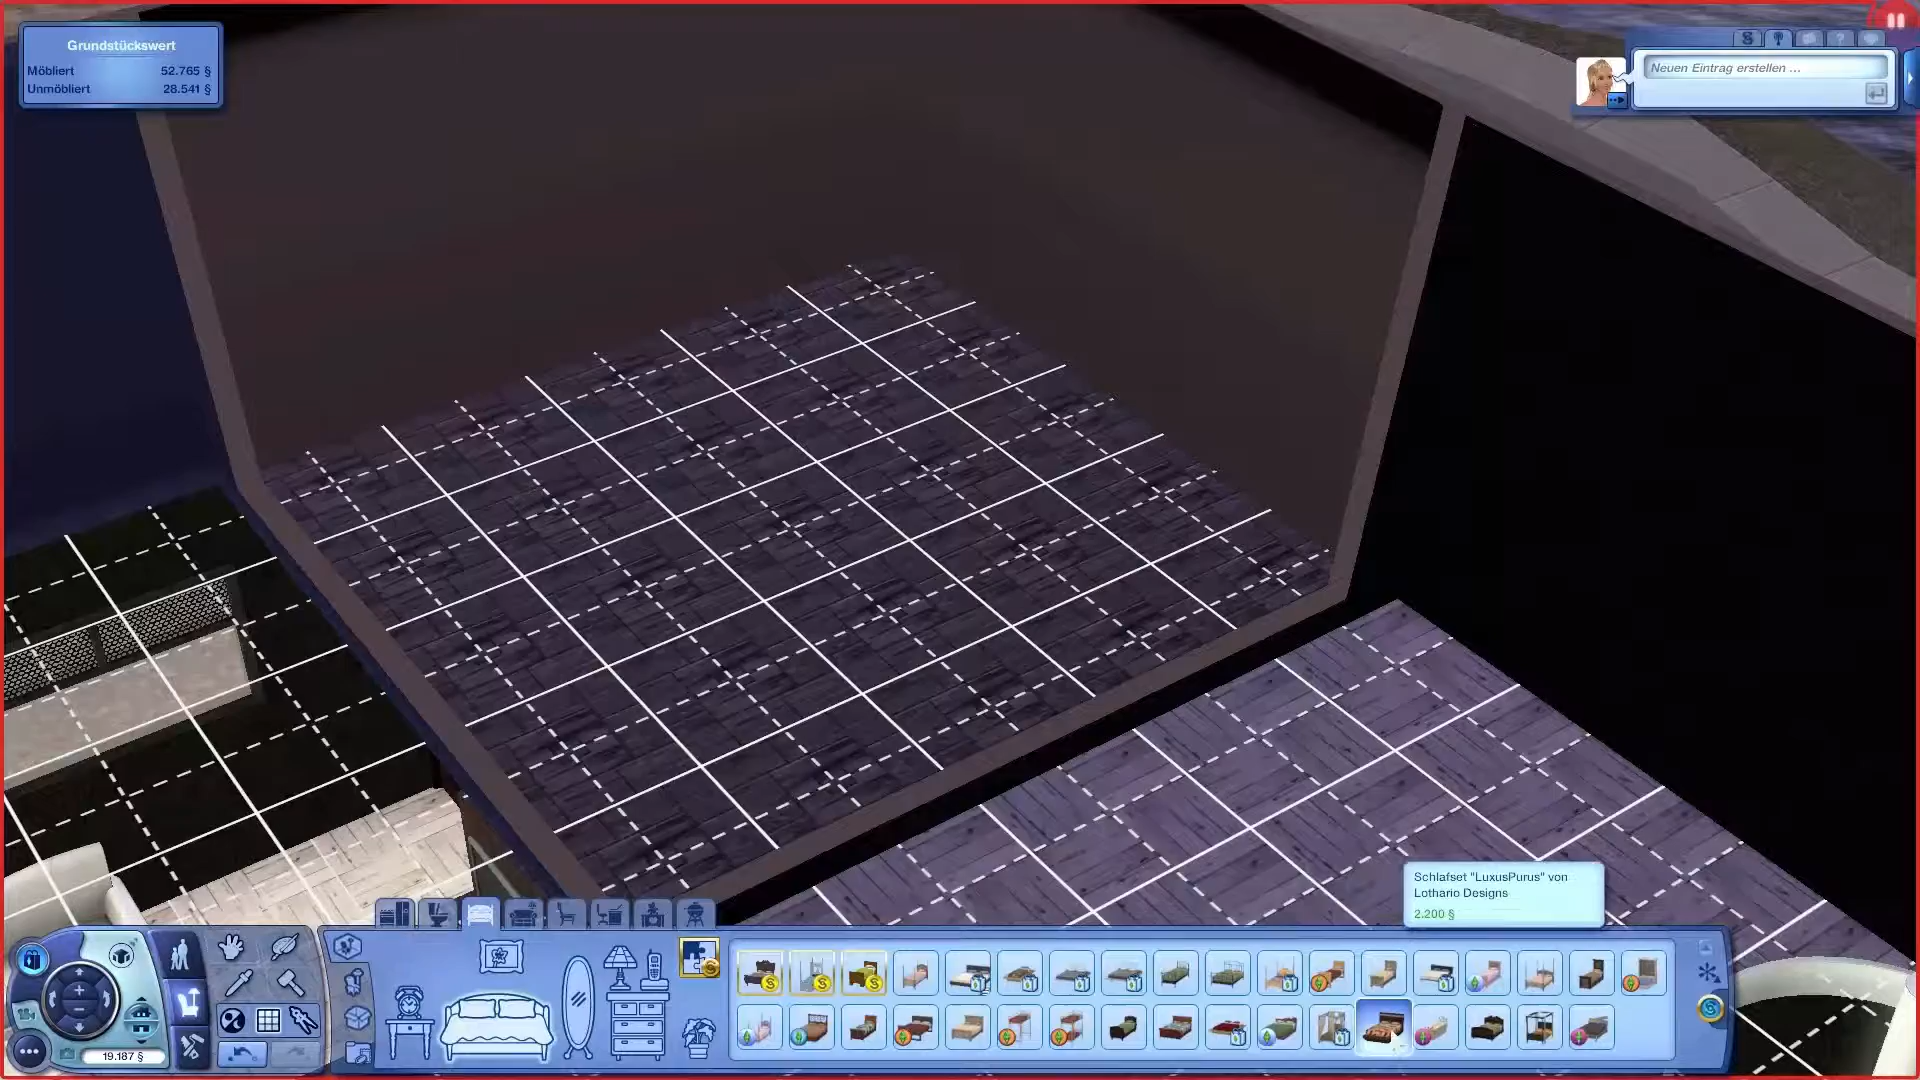 Grundstückswert
Möbliert 52.765 §
Unmöbliert 28.541 §
Neuen Eintrag erstellen ...
Schlafset "LuxusPurus" von
Lothario Designs
2.200 §
19.187 §